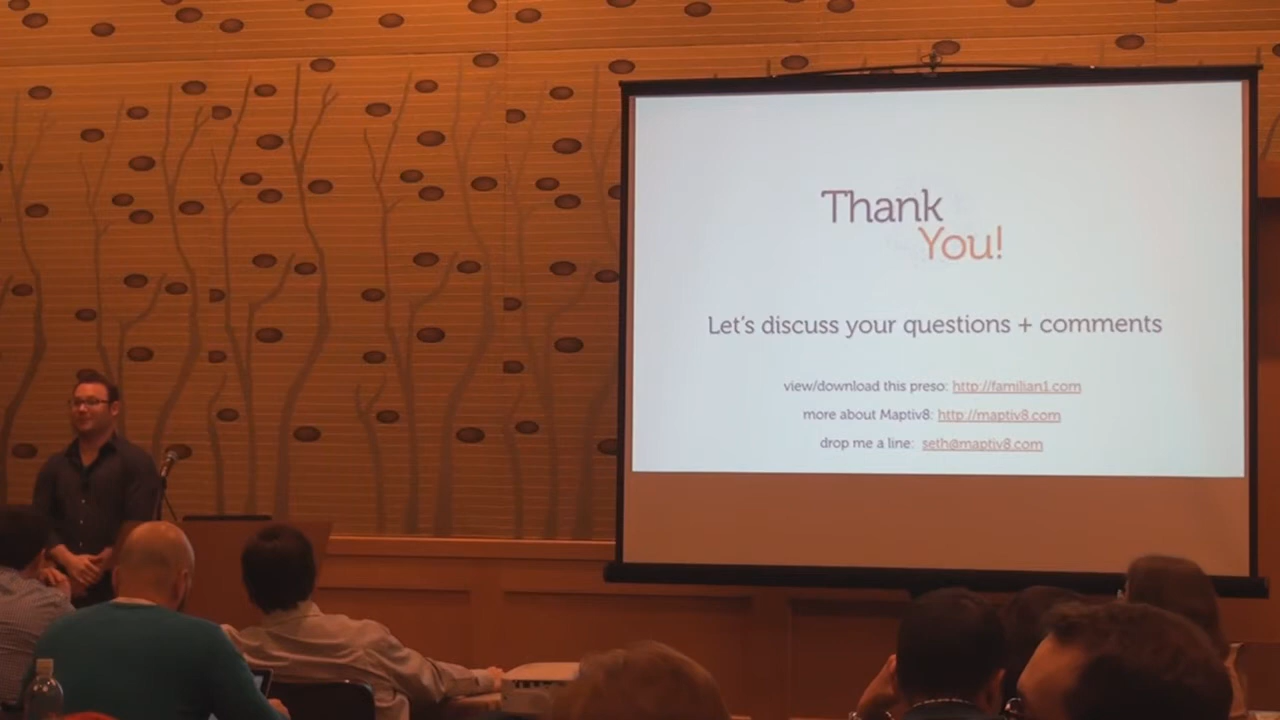 Thank
You!
Let's discuss your questions + comments
view/download this preso: http://familian1.com
more about Maptiv8: http://maptiv8.com
drop me a line: seth@maptiv8.com